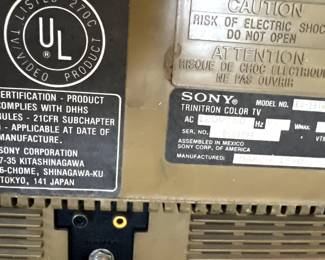 LISTED 270C
UL
TV/VIDEO PRODUCT
ERTIFICATION - PRODUCT
COMPLIES WITH DHHS
RULES - 21CFR SUBCHAPTER
- APPLICABLE AT DATE OF
MANUFACTURE.
SONY CORPORATION
7-35 KITASHINAGAWA
6-CHOME, SHINAGAWA-KU
TOKYO, 141 JAPAN
CAUTION
RISK OF ELECTRIC SHOC
DO NOT OPEN
ATTENTION
RISQUE DE CHOC ELECTRIQUE
NE PAS OUVRIR
SONY®
MODEL NO.
TRINITRON COLOR TV
AC
Hz
SER. NO.
ASSEMBLED IN MEXICO
SONY CORP. OF AMERICA
MANUFACTURED: